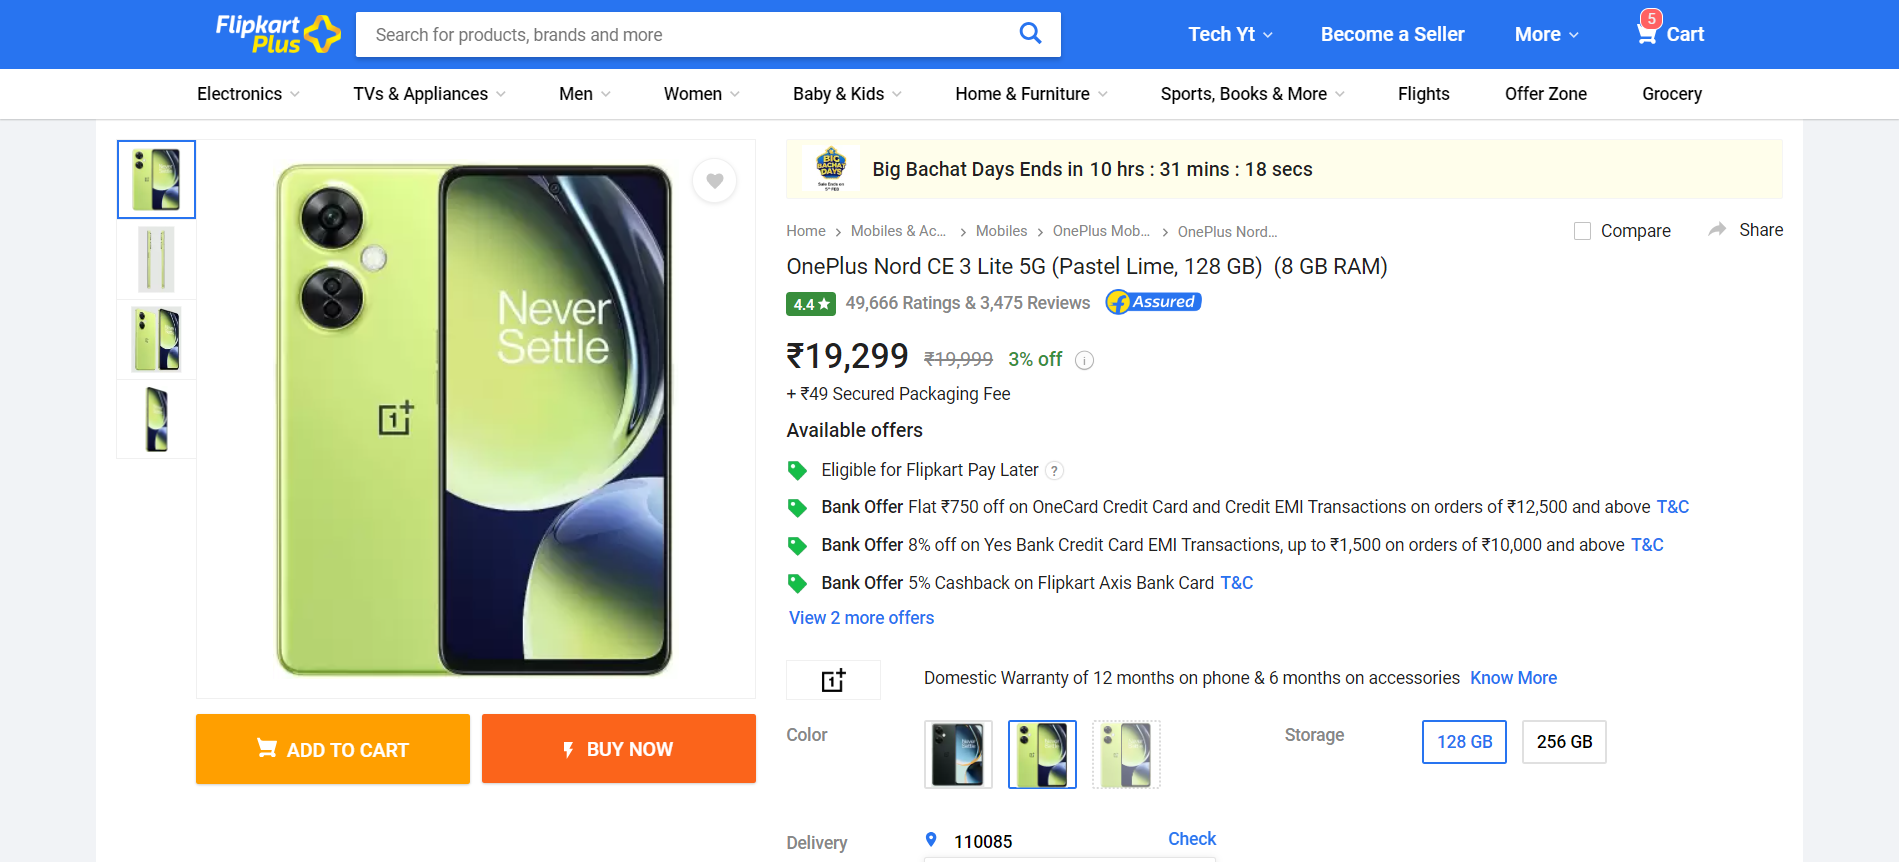 Flipkart
Plus
Search for products, brands and more
Tech Yt
Become a Seller
More
5
Cart
Electronics
TVs & Appliances
Men
Women
Baby & Kids
Home & Furniture
Sports, Books & More
Flights
Offer Zone
Grocery
Never
Settle
1+
BIG
BACHAT
DAYS
Big Bachat Days Ends in 10 hrs : 31 mins : 18 secs
Home
Mobiles & Ac...
Mobiles
OnePlus Mob...
OnePlus Nord...
Compare
Share
OnePlus Nord CE 3 Lite 5G (Pastel Lime, 128 GB) (8 GB RAM)
4.4★ 49,666 Ratings & 3,475 Reviews
f Assured
₹19,299 ₹19,999 3% off i
+ ₹49 Secured Packaging Fee
Available offers
Eligible for Flipkart Pay Later ?
Bank Offer Flat ₹750 off on OneCard Credit Card and Credit EMI Transactions on orders of ₹12,500 and above T&C
Bank Offer 8% off on Yes Bank Credit Card EMI Transactions, up to ₹1,500 on orders of ₹10,000 and above T&C
Bank Offer 5% Cashback on Flipkart Axis Bank Card T&C
View 2 more offers
1+
Domestic Warranty of 12 months on phone & 6 months on accessories Know More
ADD TO CART
BUY NOW
Color
Storage
128 GB
256 GB
Delivery
110085
Check